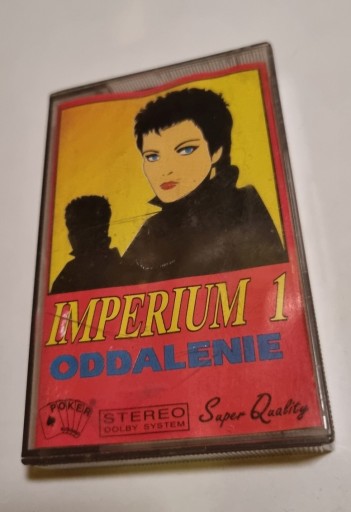 IMPERIUM 1
ODDALENIE
POKER
STEREO
DOLBY SYSTEM
Super Quality